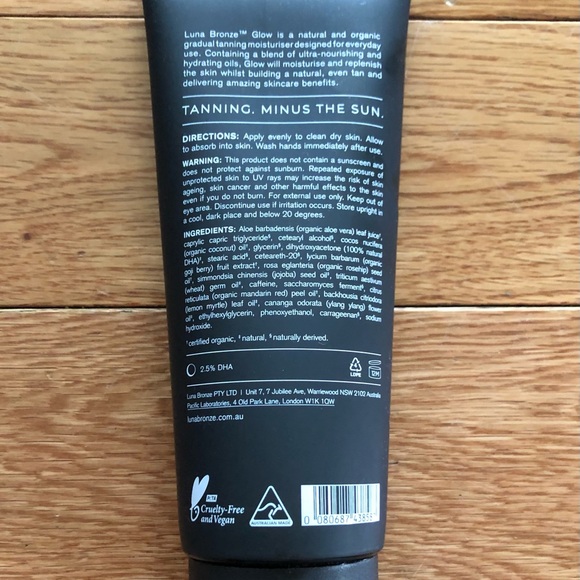 Luna Bronze™ Glow is a natural and organic
gradual tanning moisturiser designed for everyday
use. Containing a blend of ultra-nourishing and
hydrating oils, Glow will moisturise and replenish
the skin whilst building a natural, even tan and
delivering amazing skincare benefits.
TANNING. MINUS THE SUN.
DIRECTIONS: Apply evenly to clean dry skin. Allow
to absorb into skin. Wash hands immediately after use.
WARNING: This product does not contain a sunscreen and
does not protect against sunburn. Repeated exposure of
unprotected skin to UV rays may increase the risk of skin
ageing, skin cancer and other harmful effects to the skin
even if you do not burn. For external use only. Keep out of
eye area. Discontinue use if irritation occurs. Store upright in
a cool, dark place and below 20 degrees.
INGREDIENTS: Aloe barbadensis (organic aloe vera) leaf juice†,
caprylic capric triglyceride§, cetearyl alcohol§, cocos nucifera
(organic coconut) oil†, glycerin§, dihydroxyacetone (100% natural
DHA)‡, stearic acid§, ceteareth-20§, lycium barbarum (organic
goji berry) fruit extract†, rosa eglanteria (organic rosehip) seed
oil†, simmondsia chinensis (jojoba) seed oil‡, triticum sestivum
(wheat) germ oil‡, caffeine, saccharomyces ferment§, citrus
reticulata (organic mandarin red) peel oil†, backhousia citriodora
(lemon myrtle) leaf oil‡, cananga odorata (ylang ylang) flower
oil‡, ethylhexylglycerin, phenoxyethanol, carrageenan§, sodium
hydroxide.
† certified organic, ‡ natural, § naturally derived.
2.5% DHA
4
LDPE
12M
Luna Bronze PTY LTD | Unit 7, 7 Jubilee Ave, Warriewood NSW 2102 Australia
Pacific Laboratories, 4 Old Park Lane, London W1K 1QW
lunabronze.com.au
PETA
Cruelty-Free
and Vegan
AUSTRALIAN MADE
0 080687 43855